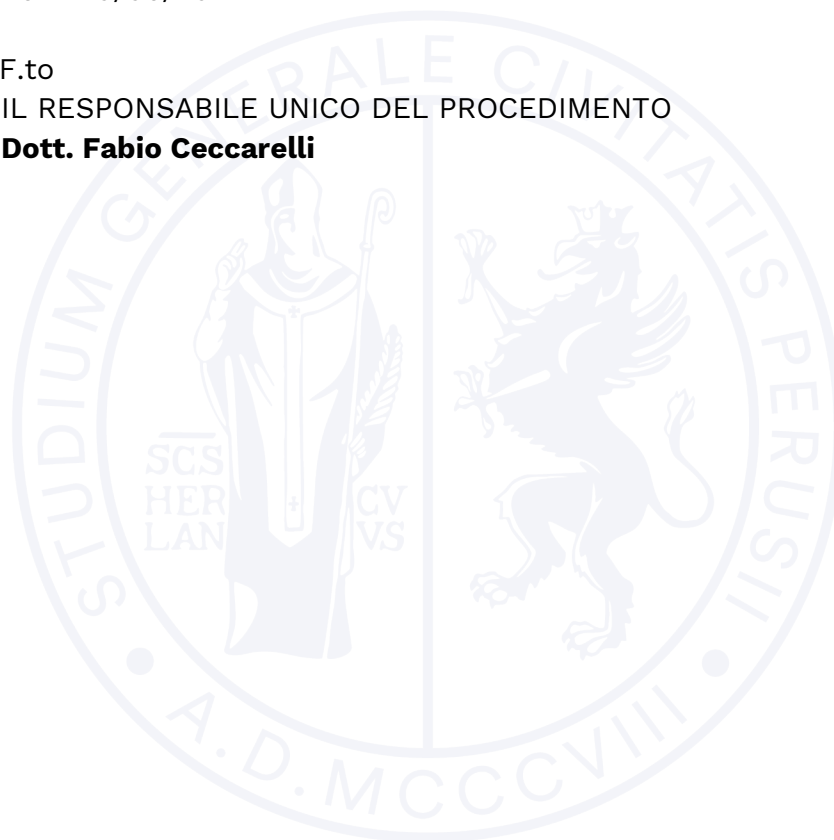 F.to
IL RESPONSABILE UNICO DEL PROCEDIMENTO
Dott. Fabio Ceccarelli
STUDIUM GENERALE CIVITATIS PERUSII
SCS
HER
LAN
CV
VS
• A.D. MCCCVIII •